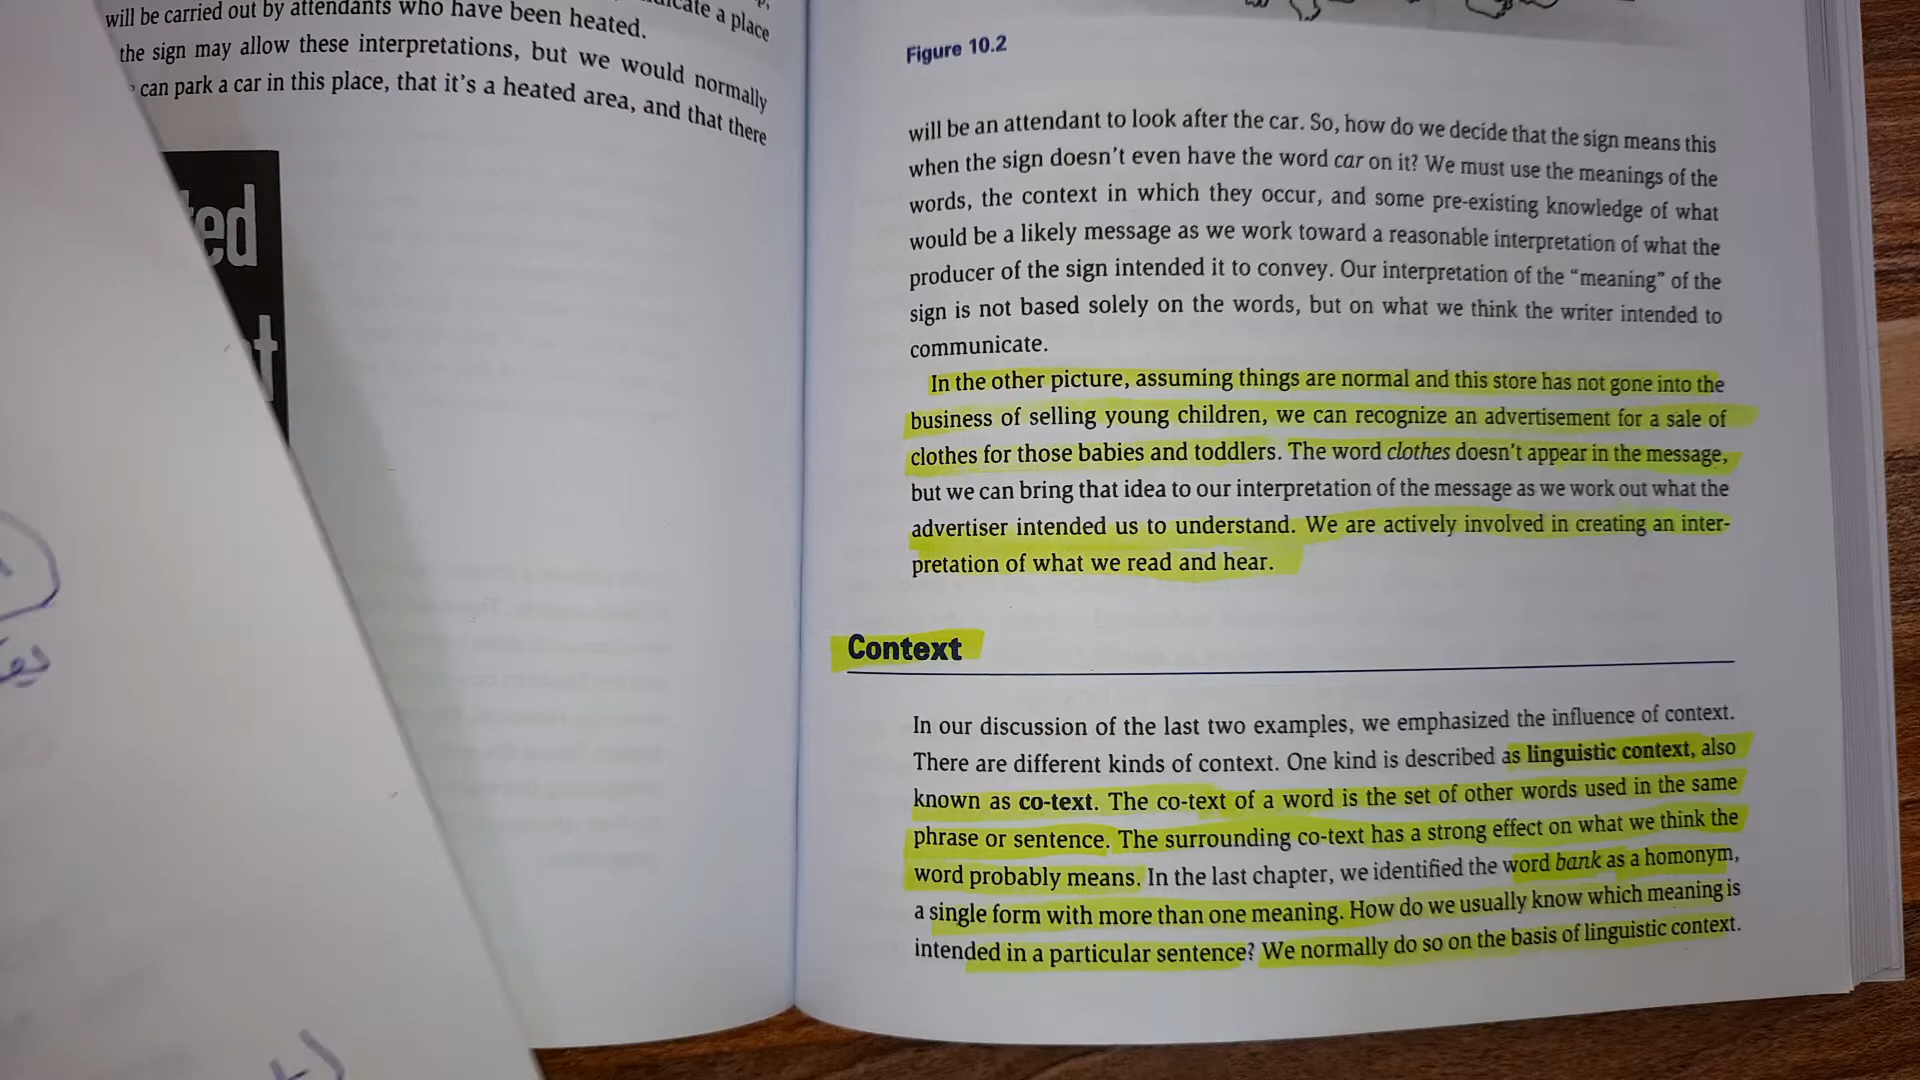 will be carried out by attendants who have been heated.
icate a place
the sign may allow these interpretations, but we would normally
can park a car in this place, that it's a heated area, and that there
ed
t
Figure 10.2
will be an attendant to look after the car. So, how do we decide that the sign means this
when the sign doesn't even have the word car on it? We must use the meanings of the
words, the context in which they occur, and some pre-existing knowledge of what
would be a likely message as we work toward a reasonable interpretation of what the
producer of the sign intended it to convey. Our interpretation of the “meaning” of the
sign is not based solely on the words, but on what we think the writer intended to
communicate.
In the other picture, assuming things are normal and this store has not gone into the
business of selling young children, we can recognize an advertisement for a sale of
clothes for those babies and toddlers. The word clothes doesn't appear in the message,
but we can bring that idea to our interpretation of the message as we work out what the
advertiser intended us to understand. We are actively involved in creating an inter-
pretation of what we read and hear.
Context
In our discussion of the last two examples, we emphasized the influence of context.
There are different kinds of context. One kind is described as linguistic context, also
known as co-text. The co-text of a word is the set of other words used in the same
phrase or sentence. The surrounding co-text has a strong effect on what we think the
word probably means. In the last chapter, we identified the word bank as a homonym,
a single form with more than one meaning. How do we usually know which meaning is
intended in a particular sentence? We normally do so on the basis of linguistic context.